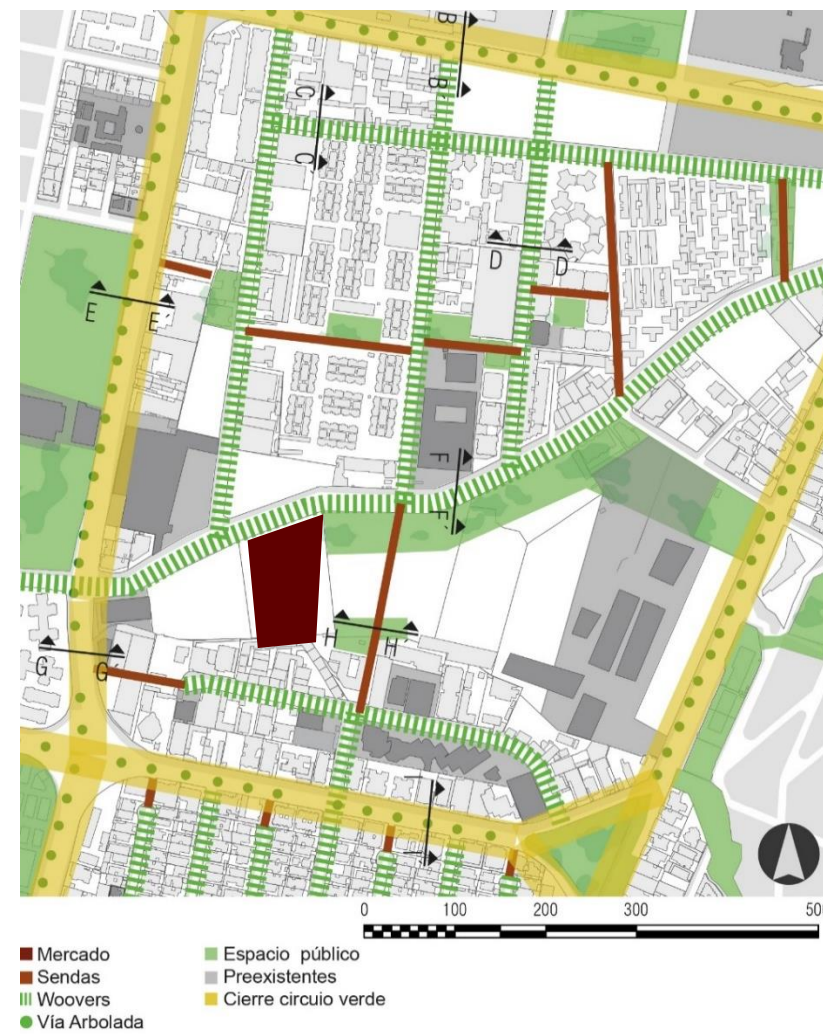 B
B´
C
C´
D D´
E E´
F
F´
H H´
G G´
I
I´
0 100 200 300 50
Mercado
Sendas
Woovers
Vía Arbolada
Espacio público
Preexistentes
Cierre circuio verde